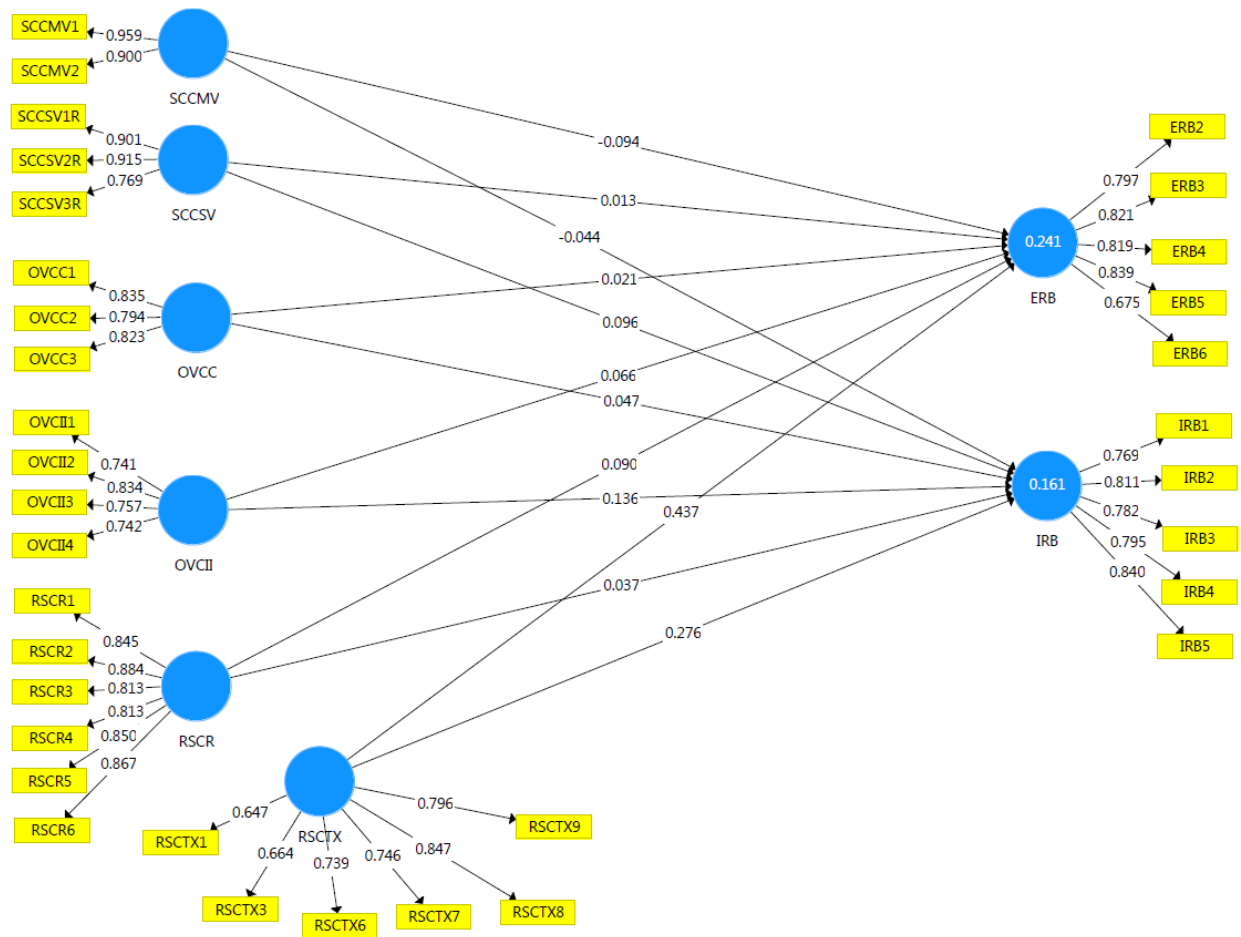 SCCMV1
0.959
0.900
SCCMV2
SCCMV
SCCSV1R
0.901
SCCSV2R
0.915
0.769
SCCSV3R
SCCSV
OVCC1
0.835
OVCC2
0.794
0.823
OVCC3
OVCC
OVCII1
0.741
OVCII2
0.834
OVCII3
0.757
0.742
OVCII4
OVCII
RSCR1
0.845
RSCR2
0.884
RSCR3
0.813
0.813
RSCR4
0.850
RSCR5
0.867
RSCR6
RSCR
-0.094
0.013
-0.044
0.021
0.096
0.066
0.047
0.090
0.136
0.437
0.037
0.276
ERB2
0.797
ERB3
0.821
0.241
0.819
ERB4
0.839
ERB5
0.675
ERB
ERB6
IRB1
0.769
0.161
0.811
IRB2
0.782
IRB3
0.795
IRB
0.840
IRB4
IRB5
RSCTX
0.647
RSCTX1
0.664
RSCTX3
0.739
RSCTX6
0.746
RSCTX7
0.847
RSCTX8
0.796
RSCTX9